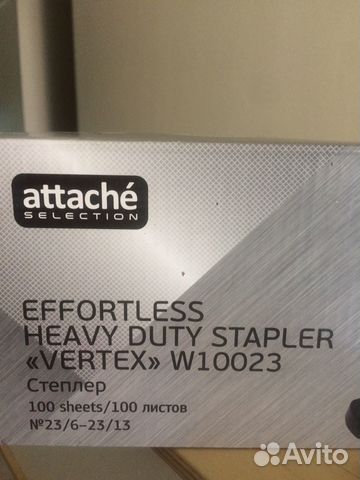 attaché
SELECTION
EFFORTLESS
HEAVY DUTY STAPLER
«VERTEX» W10023
Степлер
100 sheets/100 листов
№23/6–23/13
Avito